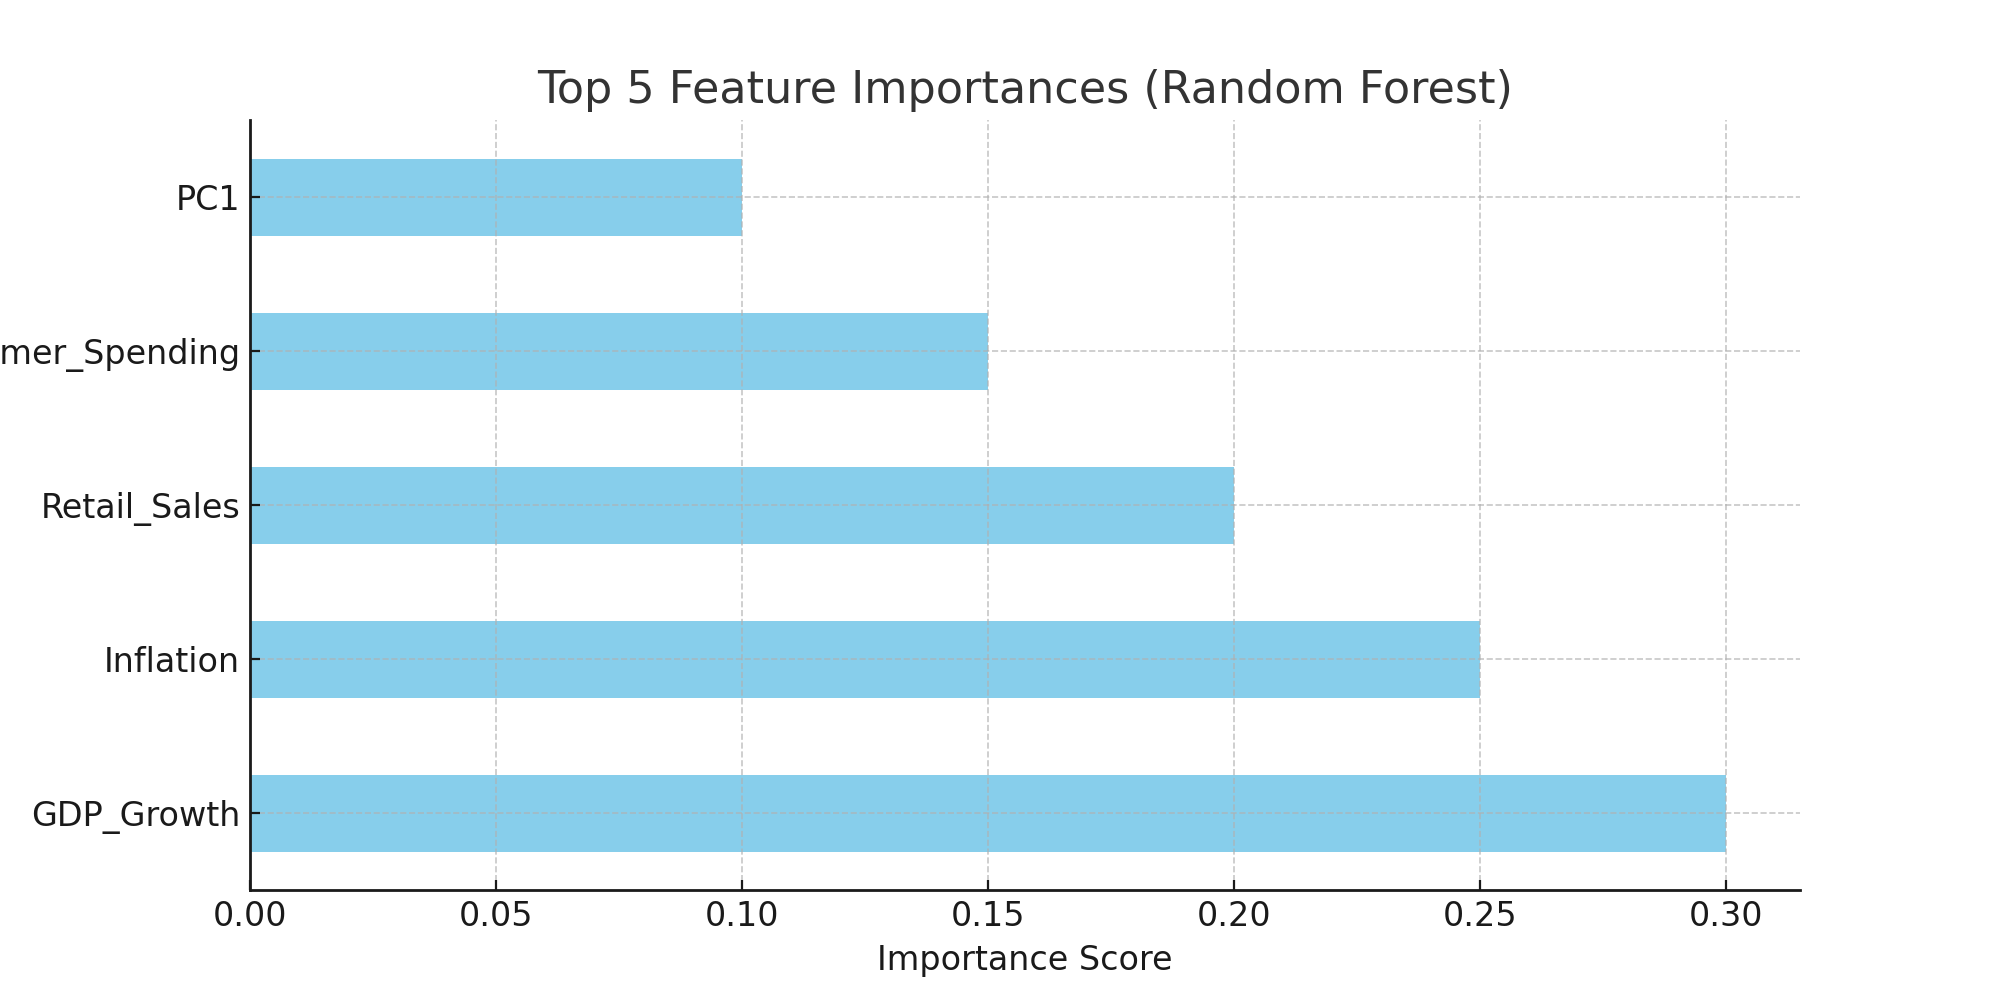 Top 5 Feature Importances (Random Forest)
PC1
mer_Spending
Retail_Sales
Inflation
GDP_Growth
0.00 0.05 0.10 0.15 0.20 0.25 0.30
Importance Score